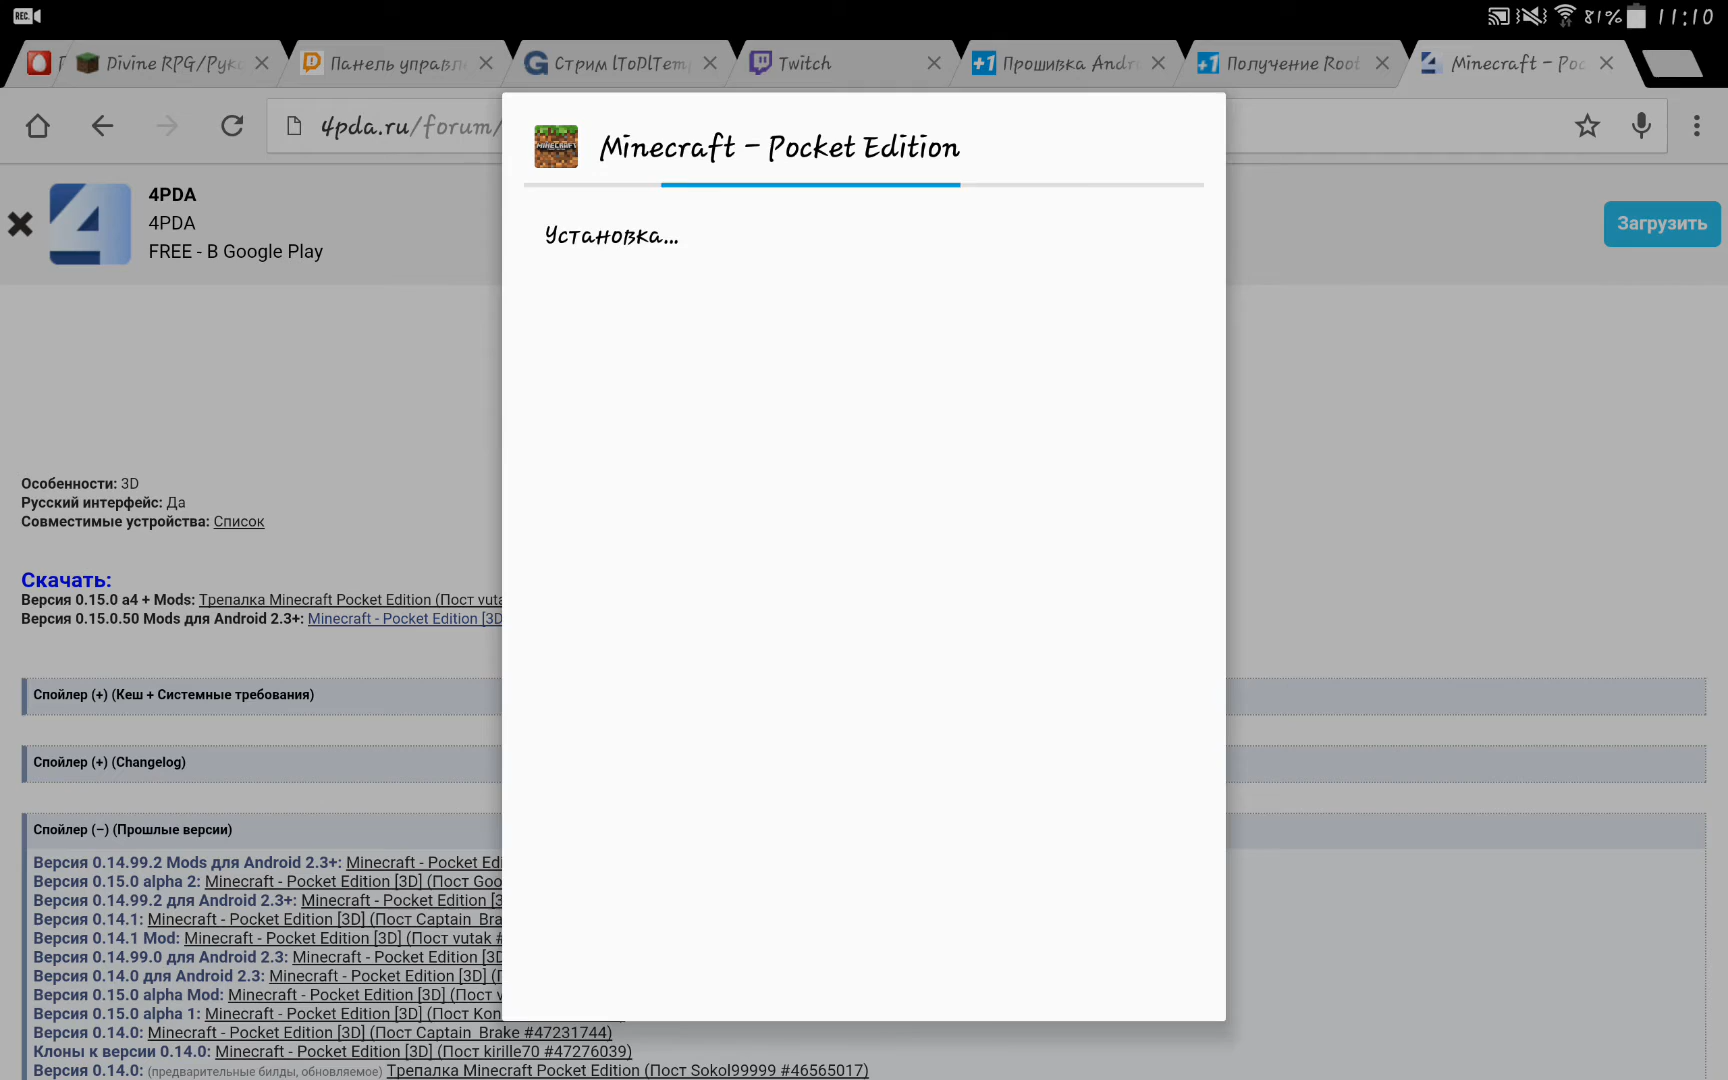 REC.
81% 11:10
Divine RPG/Рук
Панель управл
Стрим lToDlTem
Twitch
Прошивка Andr
Получение Root
Minecraft – Poc
4pda.ru/forum/
4PDA
4PDA
FREE - В Google Play
Загрузить
Minecraft – Pocket Edition
Установка...
Особенности: 3D
Русский интерфейс: Да
Совместимые устройства: Список
Скачать:
Версия 0.15.0 a4 + Mods: Трепалка Minecraft Pocket Edition (Пост vuta
Версия 0.15.0.50 Mods для Android 2.3+: Minecraft - Pocket Edition [3D
Спойлер (+) (Кеш + Системные требования)
Спойлер (+) (Changelog)
Спойлер (–) (Прошлые версии)
Версия 0.14.99.2 Mods для Android 2.3+: Minecraft - Pocket Edi
Версия 0.15.0 alpha 2: Minecraft - Pocket Edition [3D] (Пост Goo
Версия 0.14.99.2 для Android 2.3+: Minecraft - Pocket Edition [3
Версия 0.14.1: Minecraft - Pocket Edition [3D] (Пост Captain_Bra
Версия 0.14.1 Mod: Minecraft - Pocket Edition [3D] (Пост vutak #
Версия 0.14.99.0 для Android 2.3: Minecraft - Pocket Edition [3D
Версия 0.14.0 для Android 2.3: Minecraft - Pocket Edition [3D] (П
Версия 0.15.0 alpha Mod: Minecraft - Pocket Edition [3D] (Пост v
Версия 0.15.0 alpha 1: Minecraft - Pocket Edition [3D] (Пост Kon
Версия 0.14.0: Minecraft - Pocket Edition [3D] (Пост Captain_Brake #47231744)
Клоны к версии 0.14.0: Minecraft - Pocket Edition [3D] (Пост kirille70 #47276039)
Версия 0.14.0: (предварительные билды, обновляемое) Трепалка Minecraft Pocket Edition (Пост Sokol99999 #46565017)